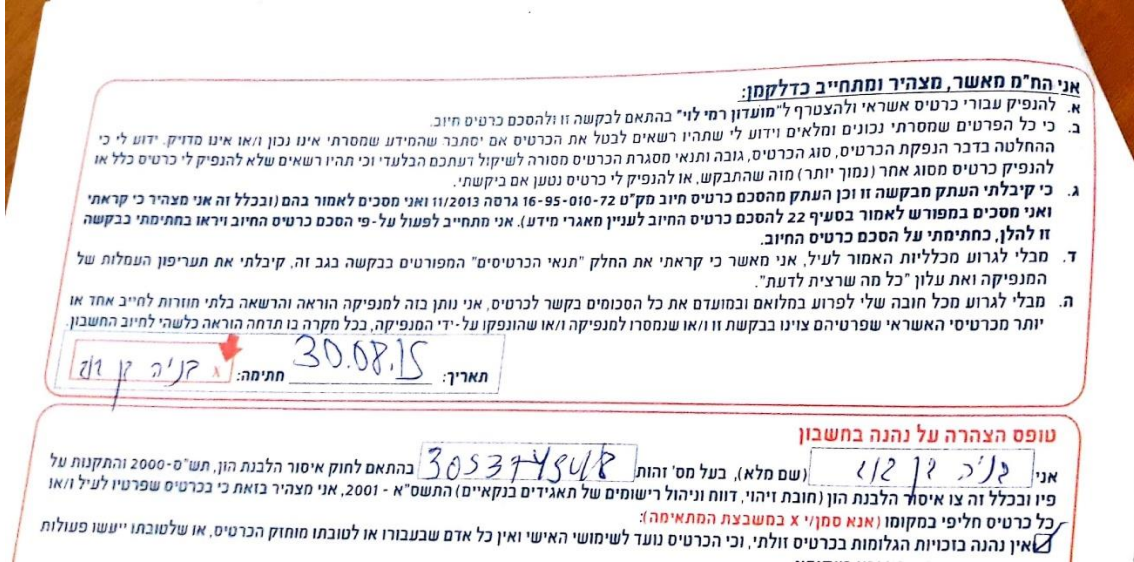 אני הח"מ מאשר, מצהיר ומתחייב כדלקמן:
א. להנפיק עבורי כרטיס אשראי ולהצטרף ל"מועדון רמי לוי" בהתאם לבקשה זו ולהסכם כרטיס חיוב.
ב. כי כל הפרטים שמסרתי נכונים ומלאים וידוע לי שתהיו רשאים לבטל את הכרטיס אם יסתבר שהמידע שמסרתי אינו נכון ו/או אינו מדויק. ידוע לי כי
ההחלטה בדבר הנפקת הכרטיס, סוג הכרטיס, גובה ותנאי מסגרת הכרטיס מסורה לשיקול דעתכם הבלעדי וכי תהיו רשאים שלא להנפיק לי כרטיס כלל או
להנפיק כרטיס מסוג אחר (נמוך יותר) מזה שהתבקש, או להנפיק לי כרטיס נטען אם ביקשתי.
ג. כי קיבלתי העתק מבקשה זו וכן העתק מהסכם כרטיס חיוב מק"ט 16-95-010-72 גרסה 11/2013 ואני מסכים לאמור בהם (ובכלל זה אני מצהיר כי קראתי
ואני מסכים במפורש לאמור בסעיף 22 להסכם כרטיס החיוב לעניין מאגרי מידע). אני מתחייב לפעול על-פי הסכם כרטיס החיוב ויראו בחתימתי בבקשה
זו להלן, כחתימתי על הסכם כרטיס החיוב.
ד. מבלי לגרוע מכלליות האמור לעיל, אני מאשר כי קראתי את החלק "תנאי הכרטיסים" המפורטים בבקשה בגב זה, קיבלתי את תעריפון העמלות של
המנפיקה ואת עלון "כל מה שרצית לדעת".
ה. מבלי לגרוע מכל חובה שלי לפרוע במלואם ובמועדם את כל הסכומים בקשר לכרטיס, אני נותן בזה למנפיקה הוראה והרשאה בלתי חוזרות לחייב אחד או
יותר מכרטיסי האשראי שפרטיהם צוינו בבקשת זו ו/או שנמסרו למנפיקה ו/או שהונפקו על-ידי המנפיקה, בכל מקרה בו תדחה הוראה כלשהי לחיוב החשבון.
תאריך: 30.08.15 חתימה: x בניה בן
טופס הצהרה על נהנה בחשבון
אני בניה בן (שם מלא), בעל מס' זהות בהתאם לחוק איסור הלבנת הון, תש"ס-2000 והתקנות על
פיו ובכלל זה צו איסור הלבנת הון (חובת זיהוי, דווח וניהול רישומים של תאגידים בנקאיים) התשס"א - 2001, אני מצהיר בזאת כי בכרטיס שפרטיו לעיל ו/או
כל כרטיס חליפי במקומו (אנא סמן/י X במשבצת המתאימה):
אין נהנה בזכויות הגלומות בכרטיס זולתי, וכי הכרטיס נועד לשימושי האישי ואין כל אדם שבעבורו או לטובתו מוחזק הכרטיס, או שלטובתו ייעשו פעולות